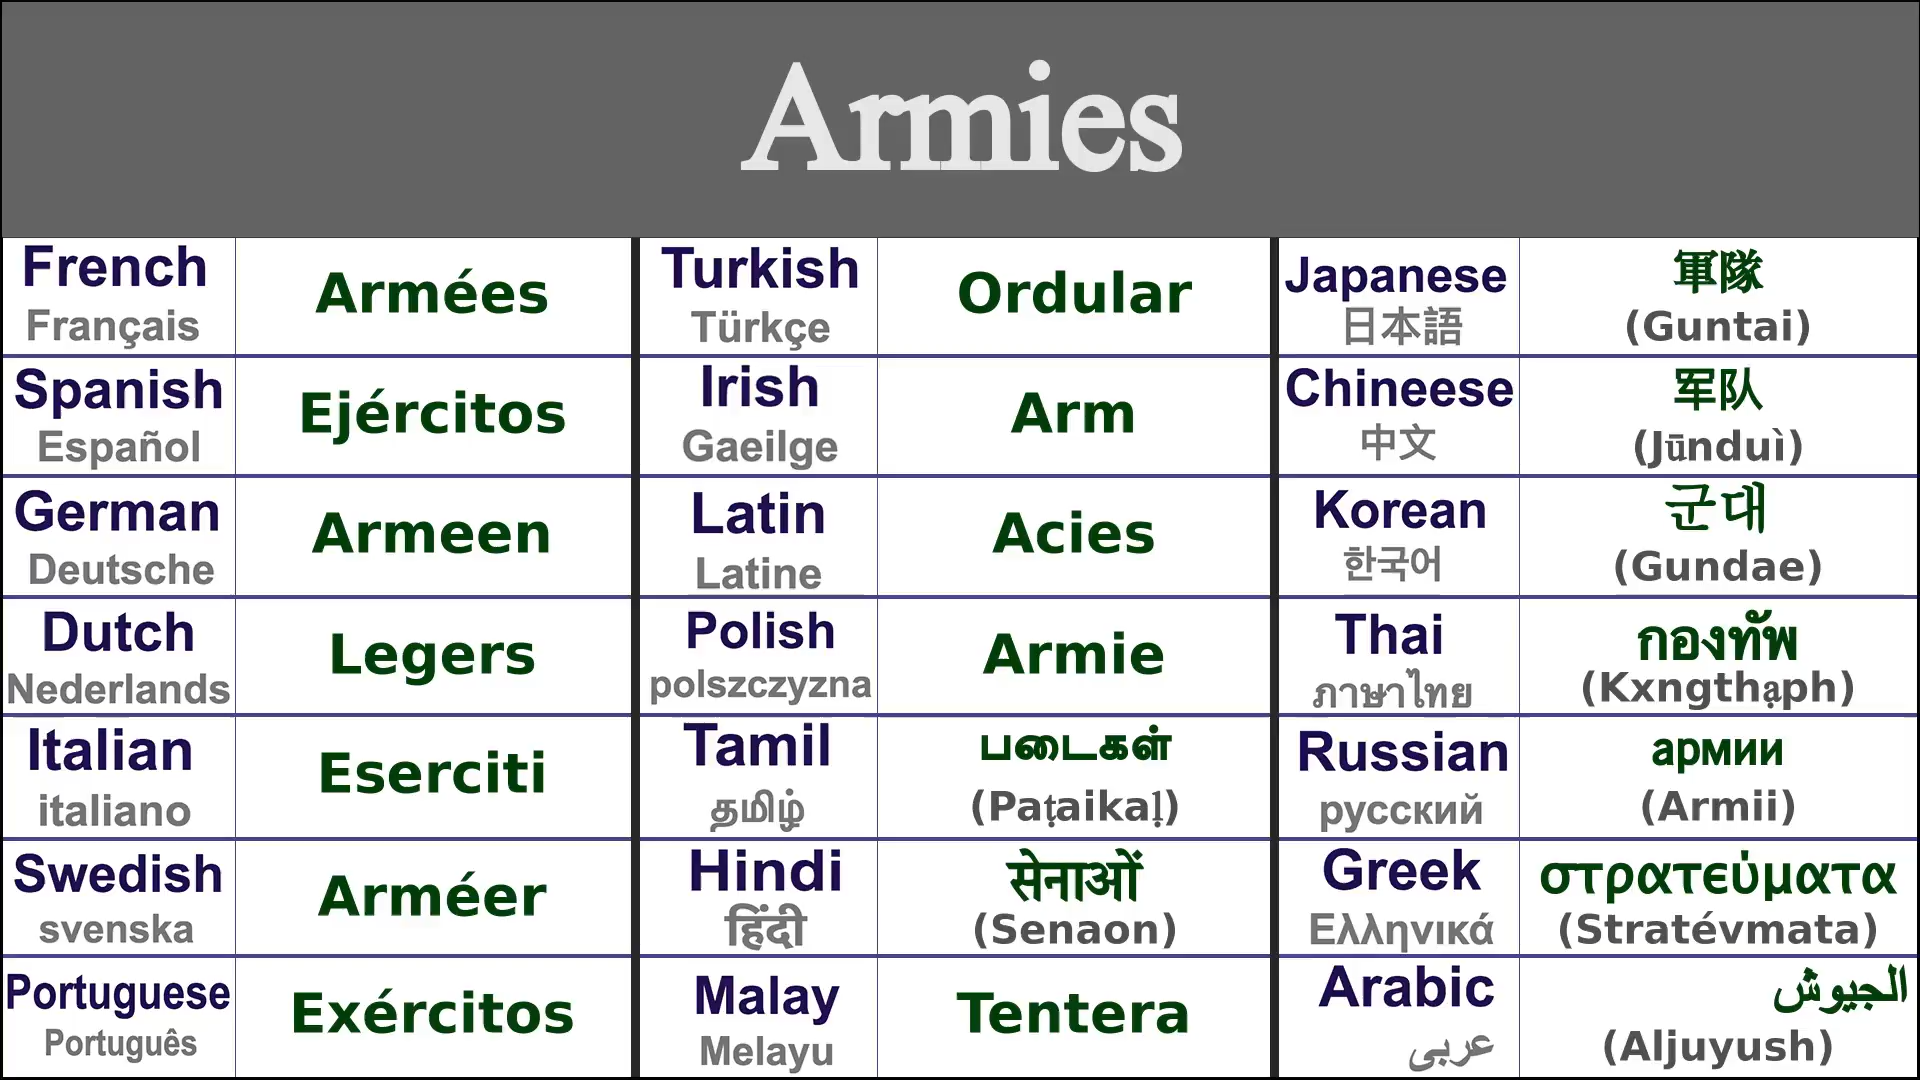 Armies
French
Français
Armées
Turkish
Türkçe
Ordular
Japanese
日本語
軍隊
(Guntai)
Spanish
Español
Ejércitos
Irish
Gaeilge
Arm
Chineese
中文
军队
(Jūnduì)
German
Deutsche
Armeen
Latin
Latine
Acies
Korean
한국어
군대
(Gundae)
Dutch
Nederlands
Legers
Polish
polszczyzna
Armie
Thai
ภาษาไทย
กองทัพ
(Kxngthạph)
Italian
italiano
Eserciti
Tamil
தமிழ்
படைகள்
(Paṭaikaḷ)
Russian
русский
армии
(Armii)
Swedish
svenska
Arméer
Hindi
हिंदी
सेनाओं
(Senaon)
Greek
Ελληνικά
στρατεύματα
(Stratévmata)
Portuguese
Português
Exércitos
Malay
Melayu
Tentera
Arabic
عربى
الجيوش
(Aljuyush)